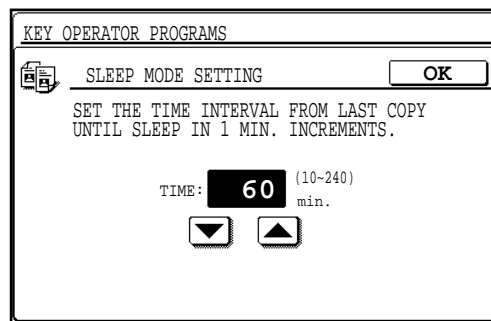 KEY OPERATOR PROGRAMS
SLEEP MODE SETTING
OK
SET THE TIME INTERVAL FROM LAST COPY
UNTIL SLEEP IN 1 MIN. INCREMENTS.
TIME: 60 (10~240)
min.